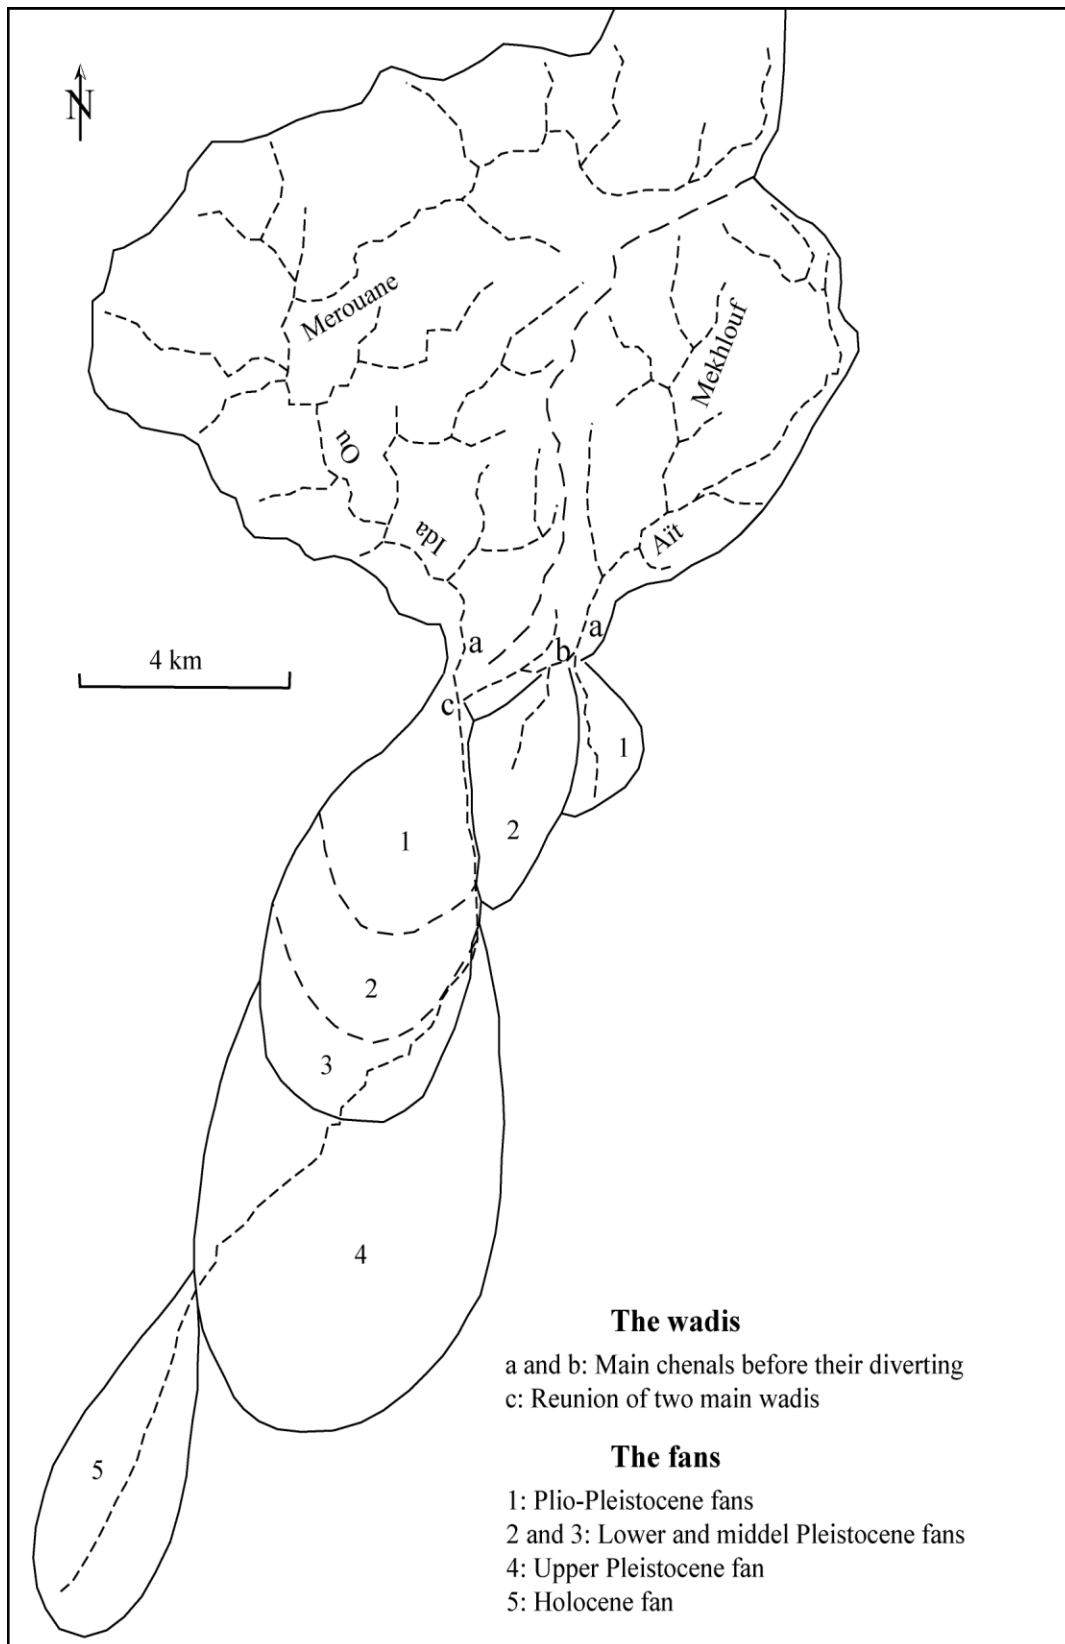 N
Merouane
Mekhlouf
Ou
Ida
Aït
a
a
b
4 km
c
1
2
1
2
3
4
5
The wadis
a and b: Main chenals before their diverting
c: Reunion of two main wadis
The fans
1: Plio-Pleistocene fans
2 and 3: Lower and middel Pleistocene fans
4: Upper Pleistocene fan
5: Holocene fan